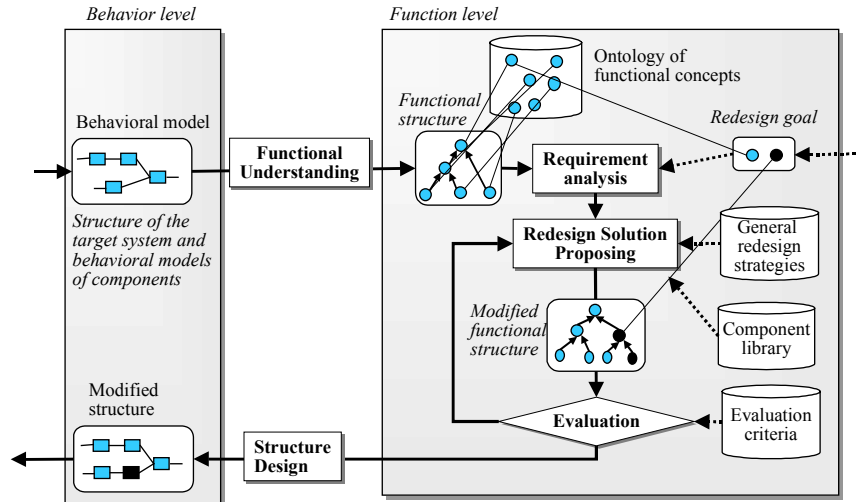 Behavior level
Function level
Ontology of
functional concepts
Functional
structure
Redesign goal
Behavioral model
Functional
Understanding
Requirement
analysis
Structure of the
target system and
behavioral models
of components
Redesign Solution
Proposing
General
redesign
strategies
Modified
functional
structure
Component
library
Modified
structure
Evaluation
Evaluation
criteria
Structure
Design